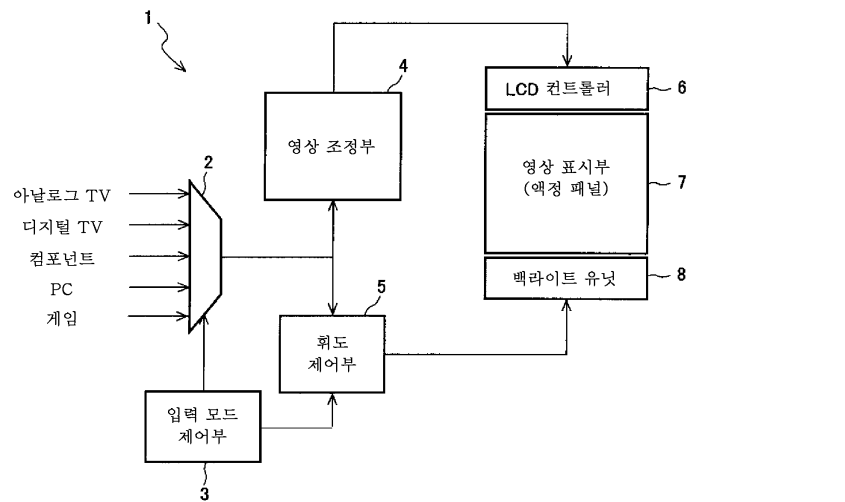 1
4
LCD 컨트롤러
6
영상 조정부
2
영상 표시부
(액정 패널)
7
아날로그 TV
디지털 TV
컴포넌트
PC
게임
백라이트 유닛
8
5
휘도
제어부
입력 모드
제어부
3